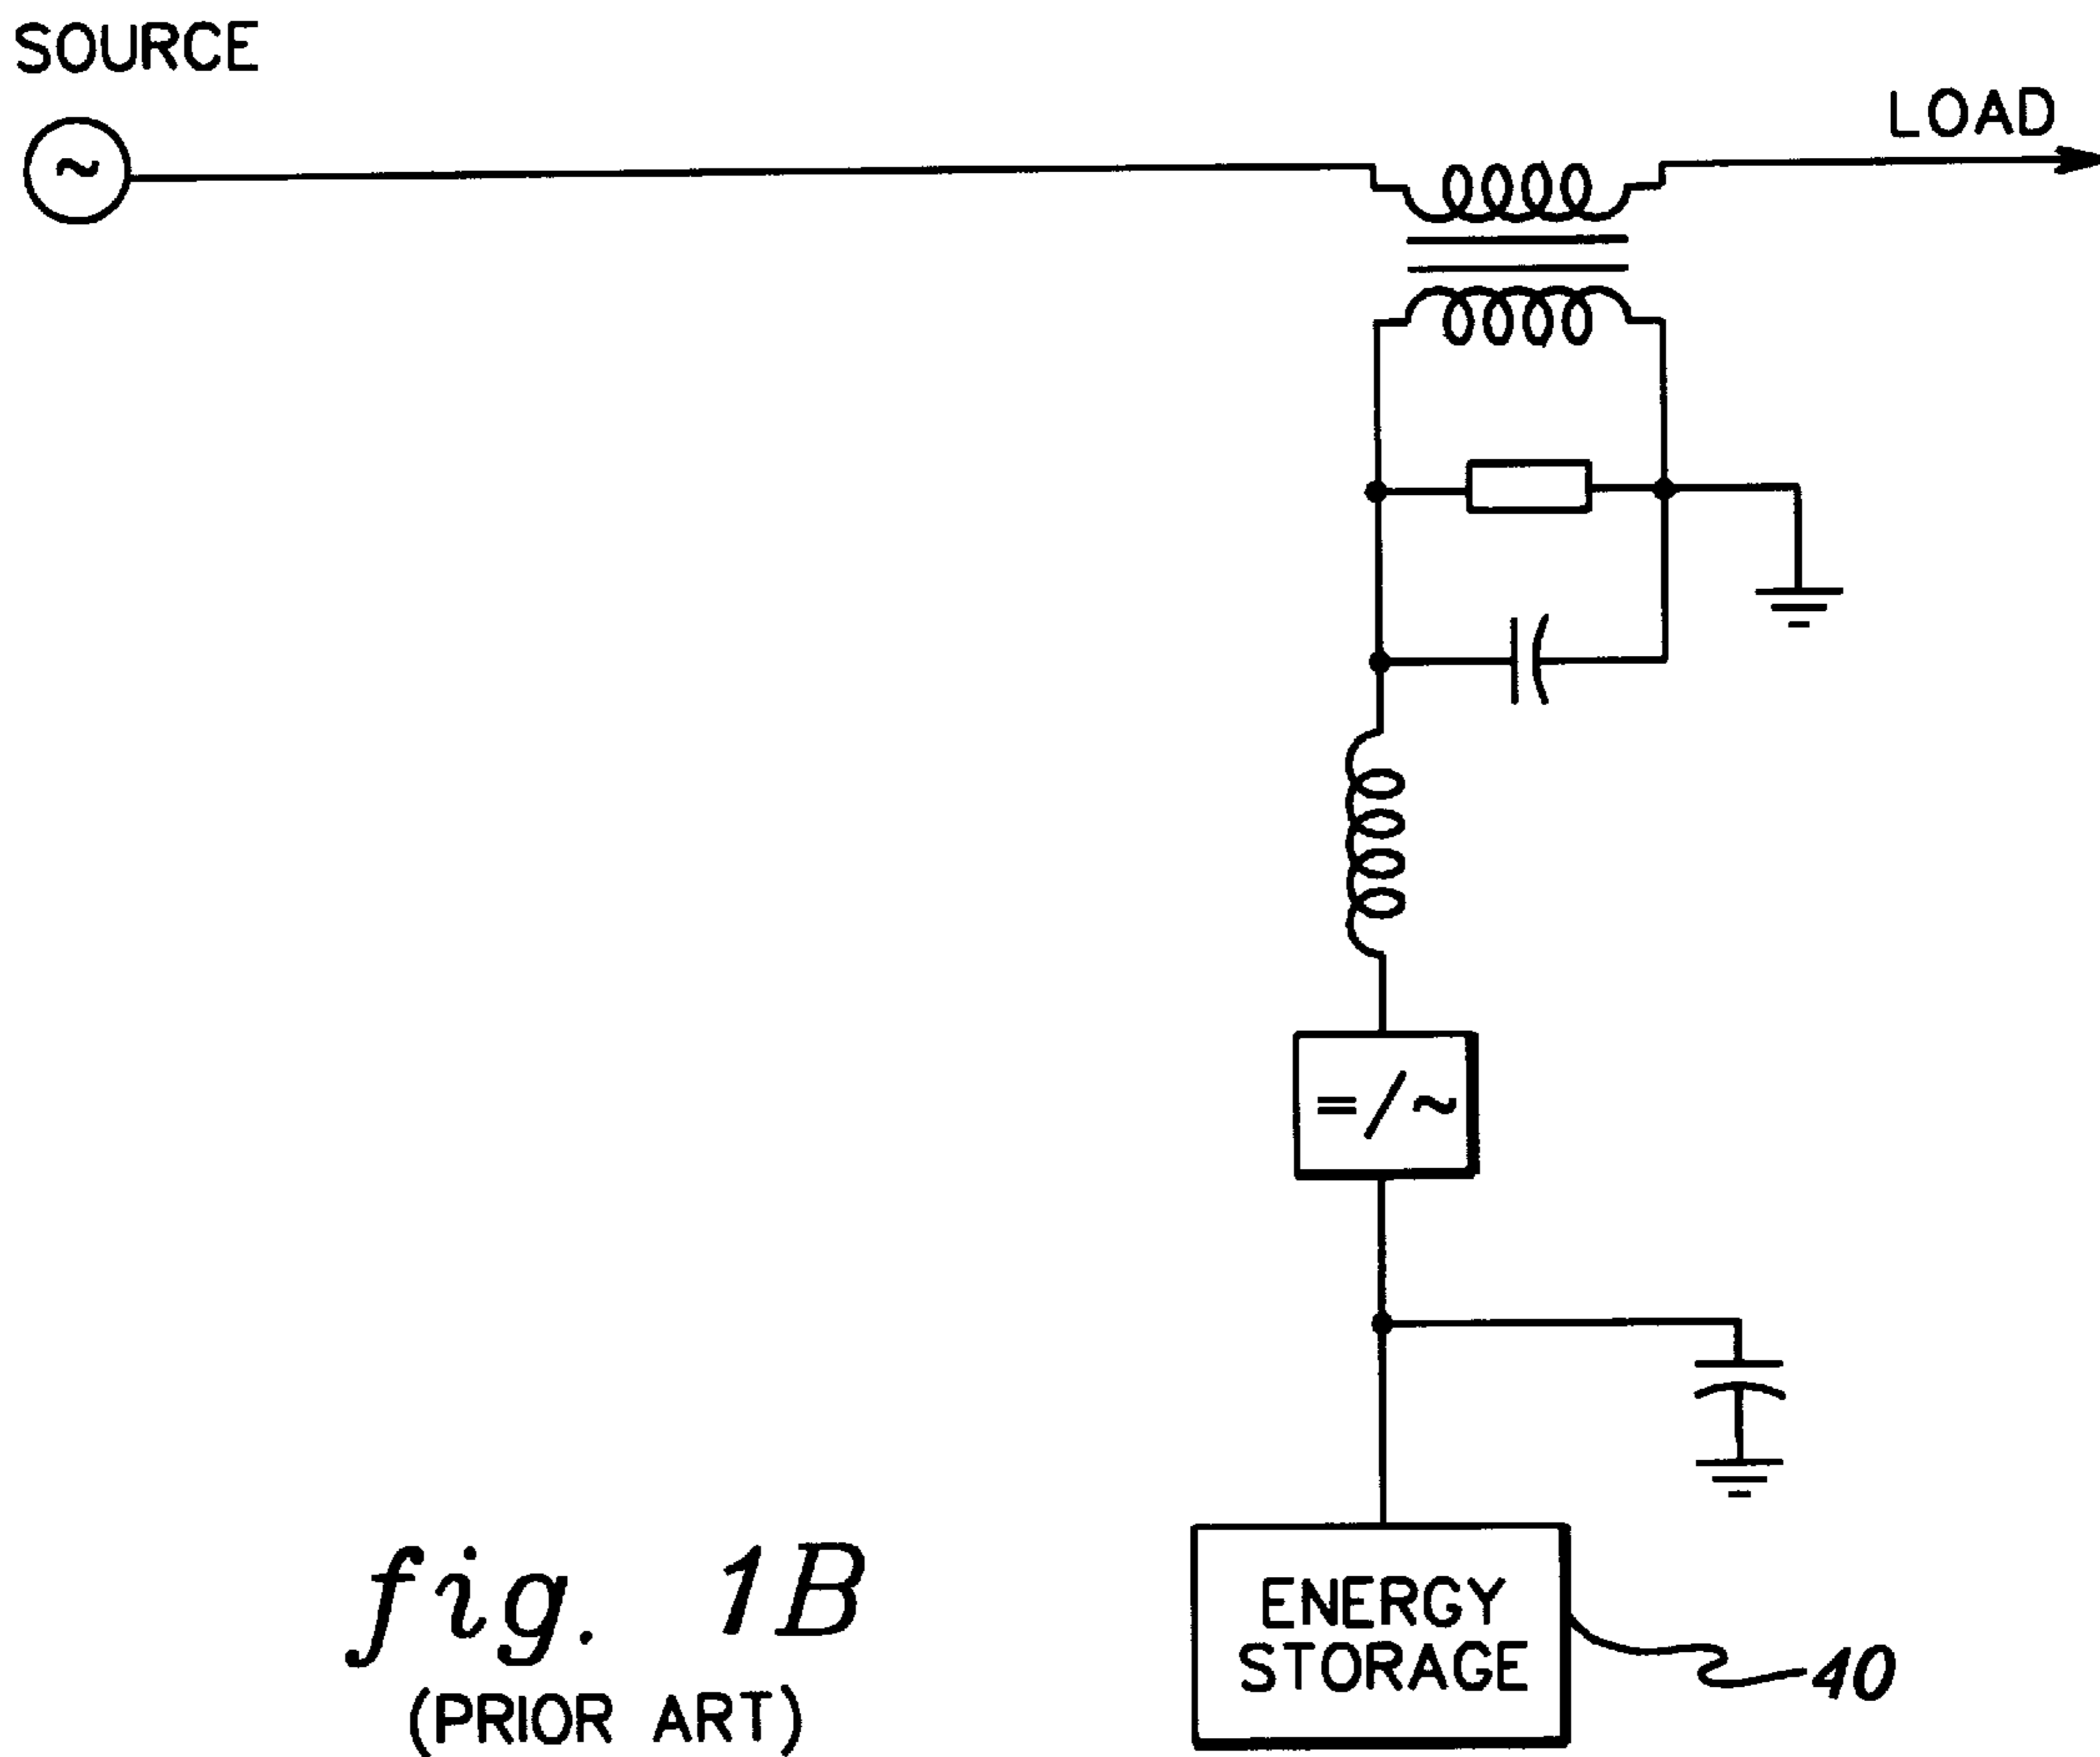 SOURCE
~
LOAD
=/~
ENERGY
STORAGE
40
fig. 1B
(PRIOR ART)